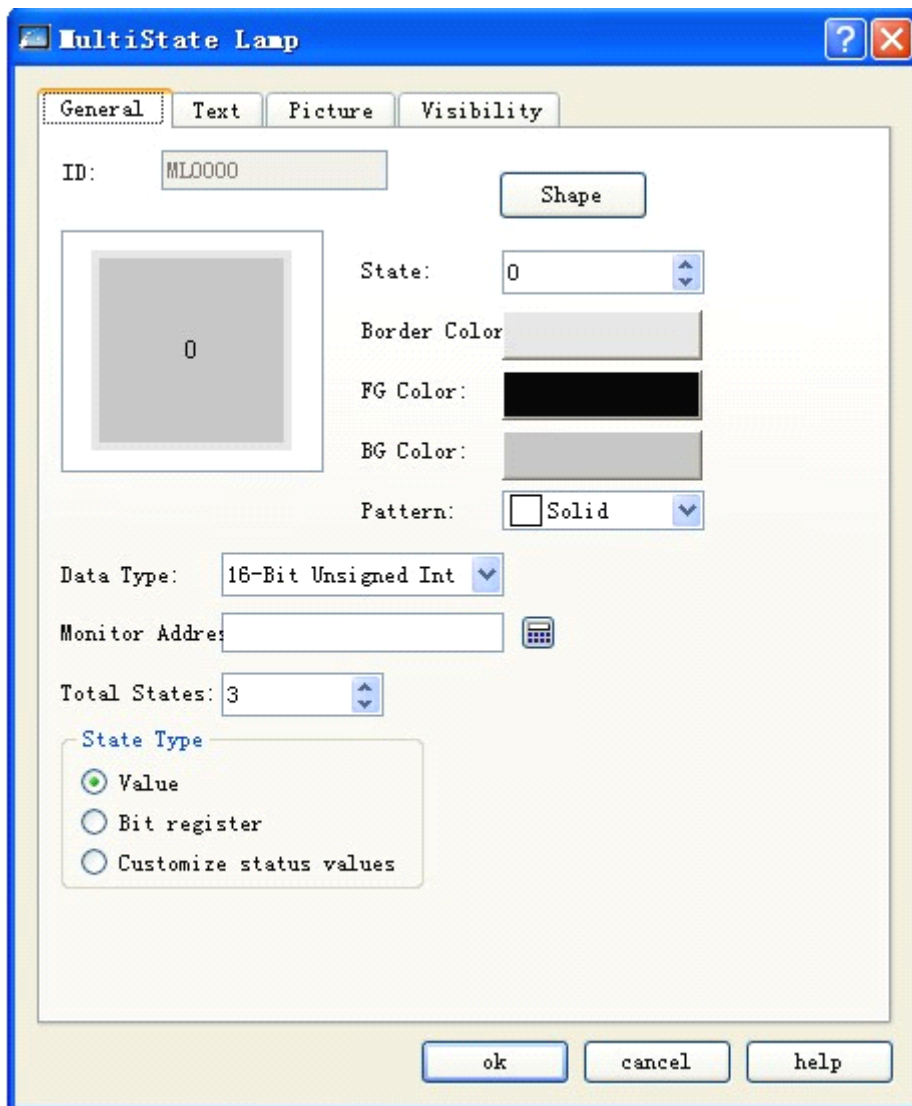 MultiState Lamp
General Text Picture Visibility
ID: ML0000
Shape
0
State: 0
Border Color
FG Color:
BG Color:
Pattern: Solid
Data Type: 16-Bit Unsigned Int
Monitor Addres
Total States: 3
State Type
Value
Bit register
Customize status values
ok cancel help